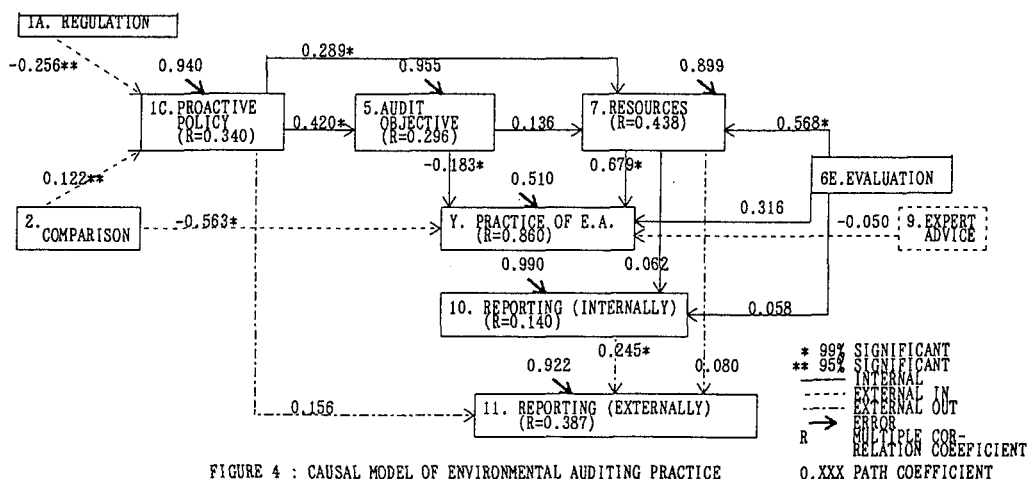 1A. REGULATION
-0.256**
0.940
0.289*
0.955
0.899
1C. PROACTIVE
POLICY
(R=0.340)
0.420*
5. AUDIT
OBJECTIVE
(R=0.296)
0.136
7. RESOURCES
(R=0.438)
0.568*
0.122**
-0.183*
0.679*
6E. EVALUATION
0.510
0.316
2.
COMPARISON
-0.563*
Y. PRACTICE OF E.A.
(R=0.860)
-0.050
9. EXPERT
ADVICE
0.990
0.062
10. REPORTING (INTERNALLY)
(R=0.140)
0.058
0.245*
0.922
0.080
0.156
11. REPORTING (EXTERNALLY)
(R=0.387)
* 99% SIGNIFICANT
** 95% SIGNIFICANT
INTERNAL
EXTERNAL IN
EXTERNAL OUT
ERROR
R MULTIPLE COR-
RELATION COEEFICIENT
0.XXX PATH COEFFICIENT
FIGURE 4 : CAUSAL MODEL OF ENVIRONMENTAL AUDITING PRACTICE